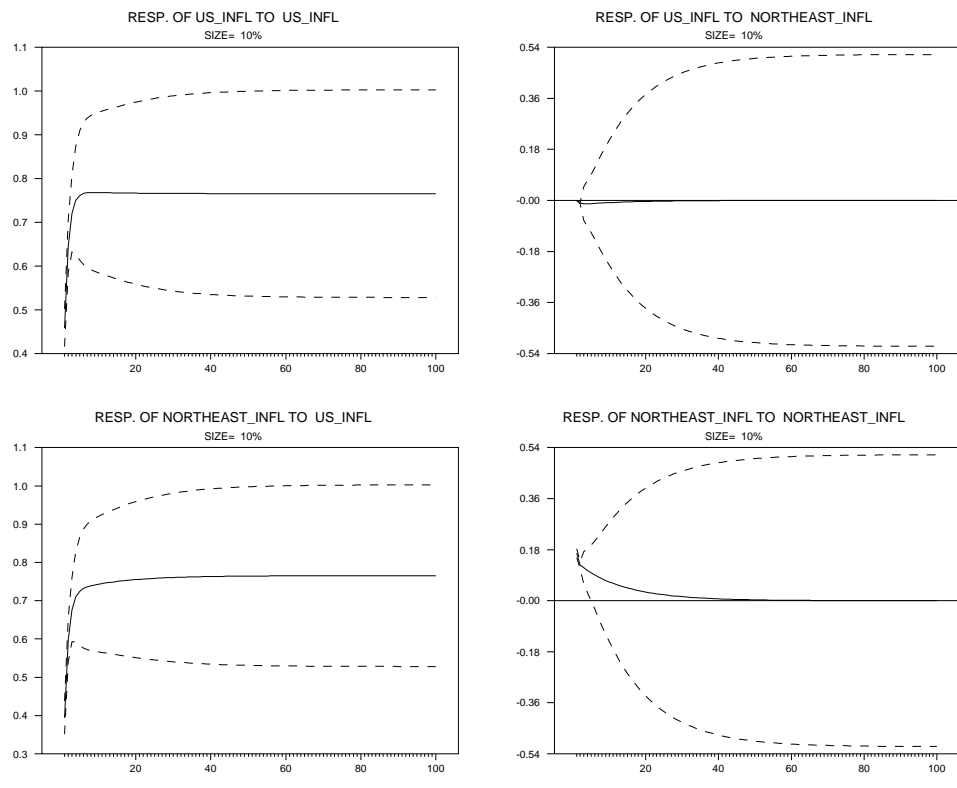 RESP. OF US_INFL TO US_INFL
SIZE= 10%
1.1
1.0
0.9
0.8
0.7
0.6
0.5
0.4
20 40 60 80 100
RESP. OF US_INFL TO NORTHEAST_INFL
SIZE= 10%
0.54
0.36
0.18
-0.00
-0.18
-0.36
-0.54
20 40 60 80 100
RESP. OF NORTHEAST_INFL TO US_INFL
SIZE= 10%
1.1
1.0
0.9
0.8
0.7
0.6
0.5
0.4
0.3
20 40 60 80 100
RESP. OF NORTHEAST_INFL TO NORTHEAST_INFL
SIZE= 10%
0.54
0.36
0.18
-0.00
-0.18
-0.36
-0.54
20 40 60 80 100